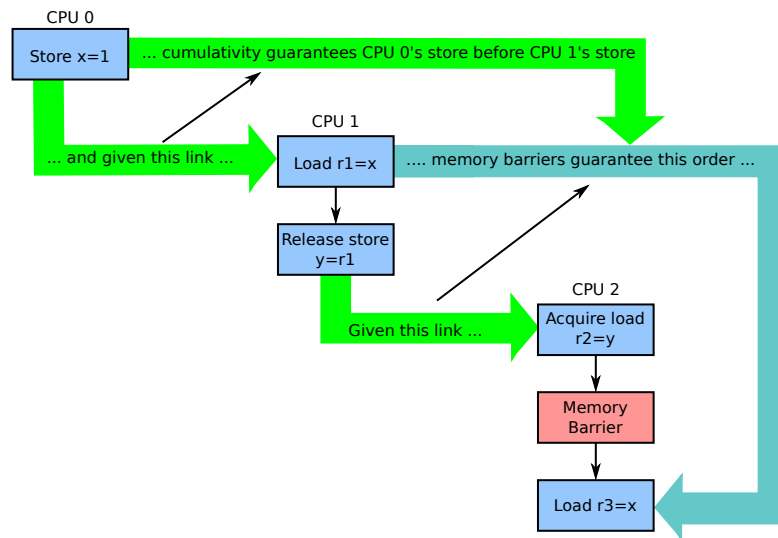 CPU 0
Store x=1
... cumulativity guarantees CPU 0's store before CPU 1's store
CPU 1
... and given this link ...
Load r1=x
.... memory barriers guarantee this order ...
Release store
y=r1
CPU 2
Given this link ...
Acquire load
r2=y
Memory
Barrier
Load r3=x